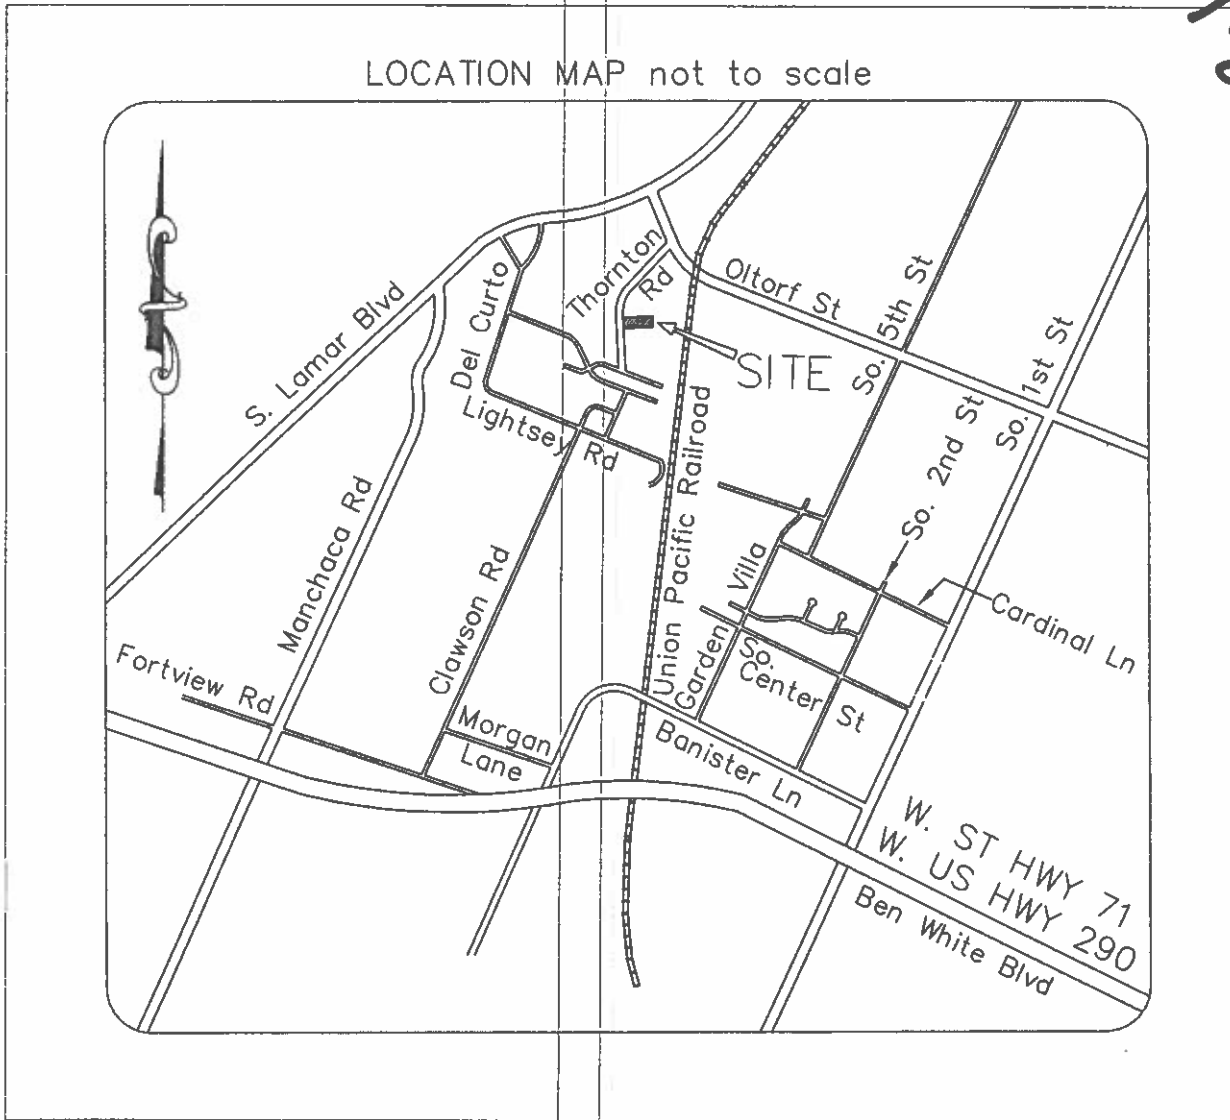 LOCATION MAP not to scale
S. Lamar Blvd
Del Curto
Thornton
Rd
Oltorf St
So. 5th St
So. 1st St
SITE
Lightsey Rd
Manchaca Rd
Clawson Rd
Union Pacific Railroad
So. 2nd St
Villa
Garden
Cardinal Ln
So.
Center St
Fortview Rd
Morgan
Lane
Banister Ln
W. ST HWY 71
W. US HWY 290
Ben White Blvd